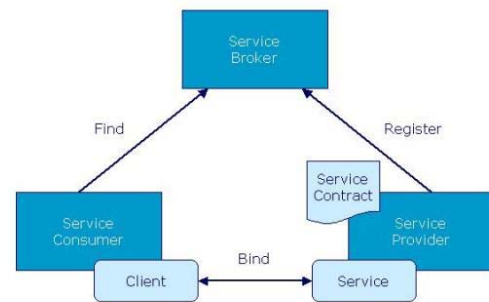 Service
Broker
Find
Register
Service
Contract
Service
Consumer
Service
Provider
Bind
Client
Service